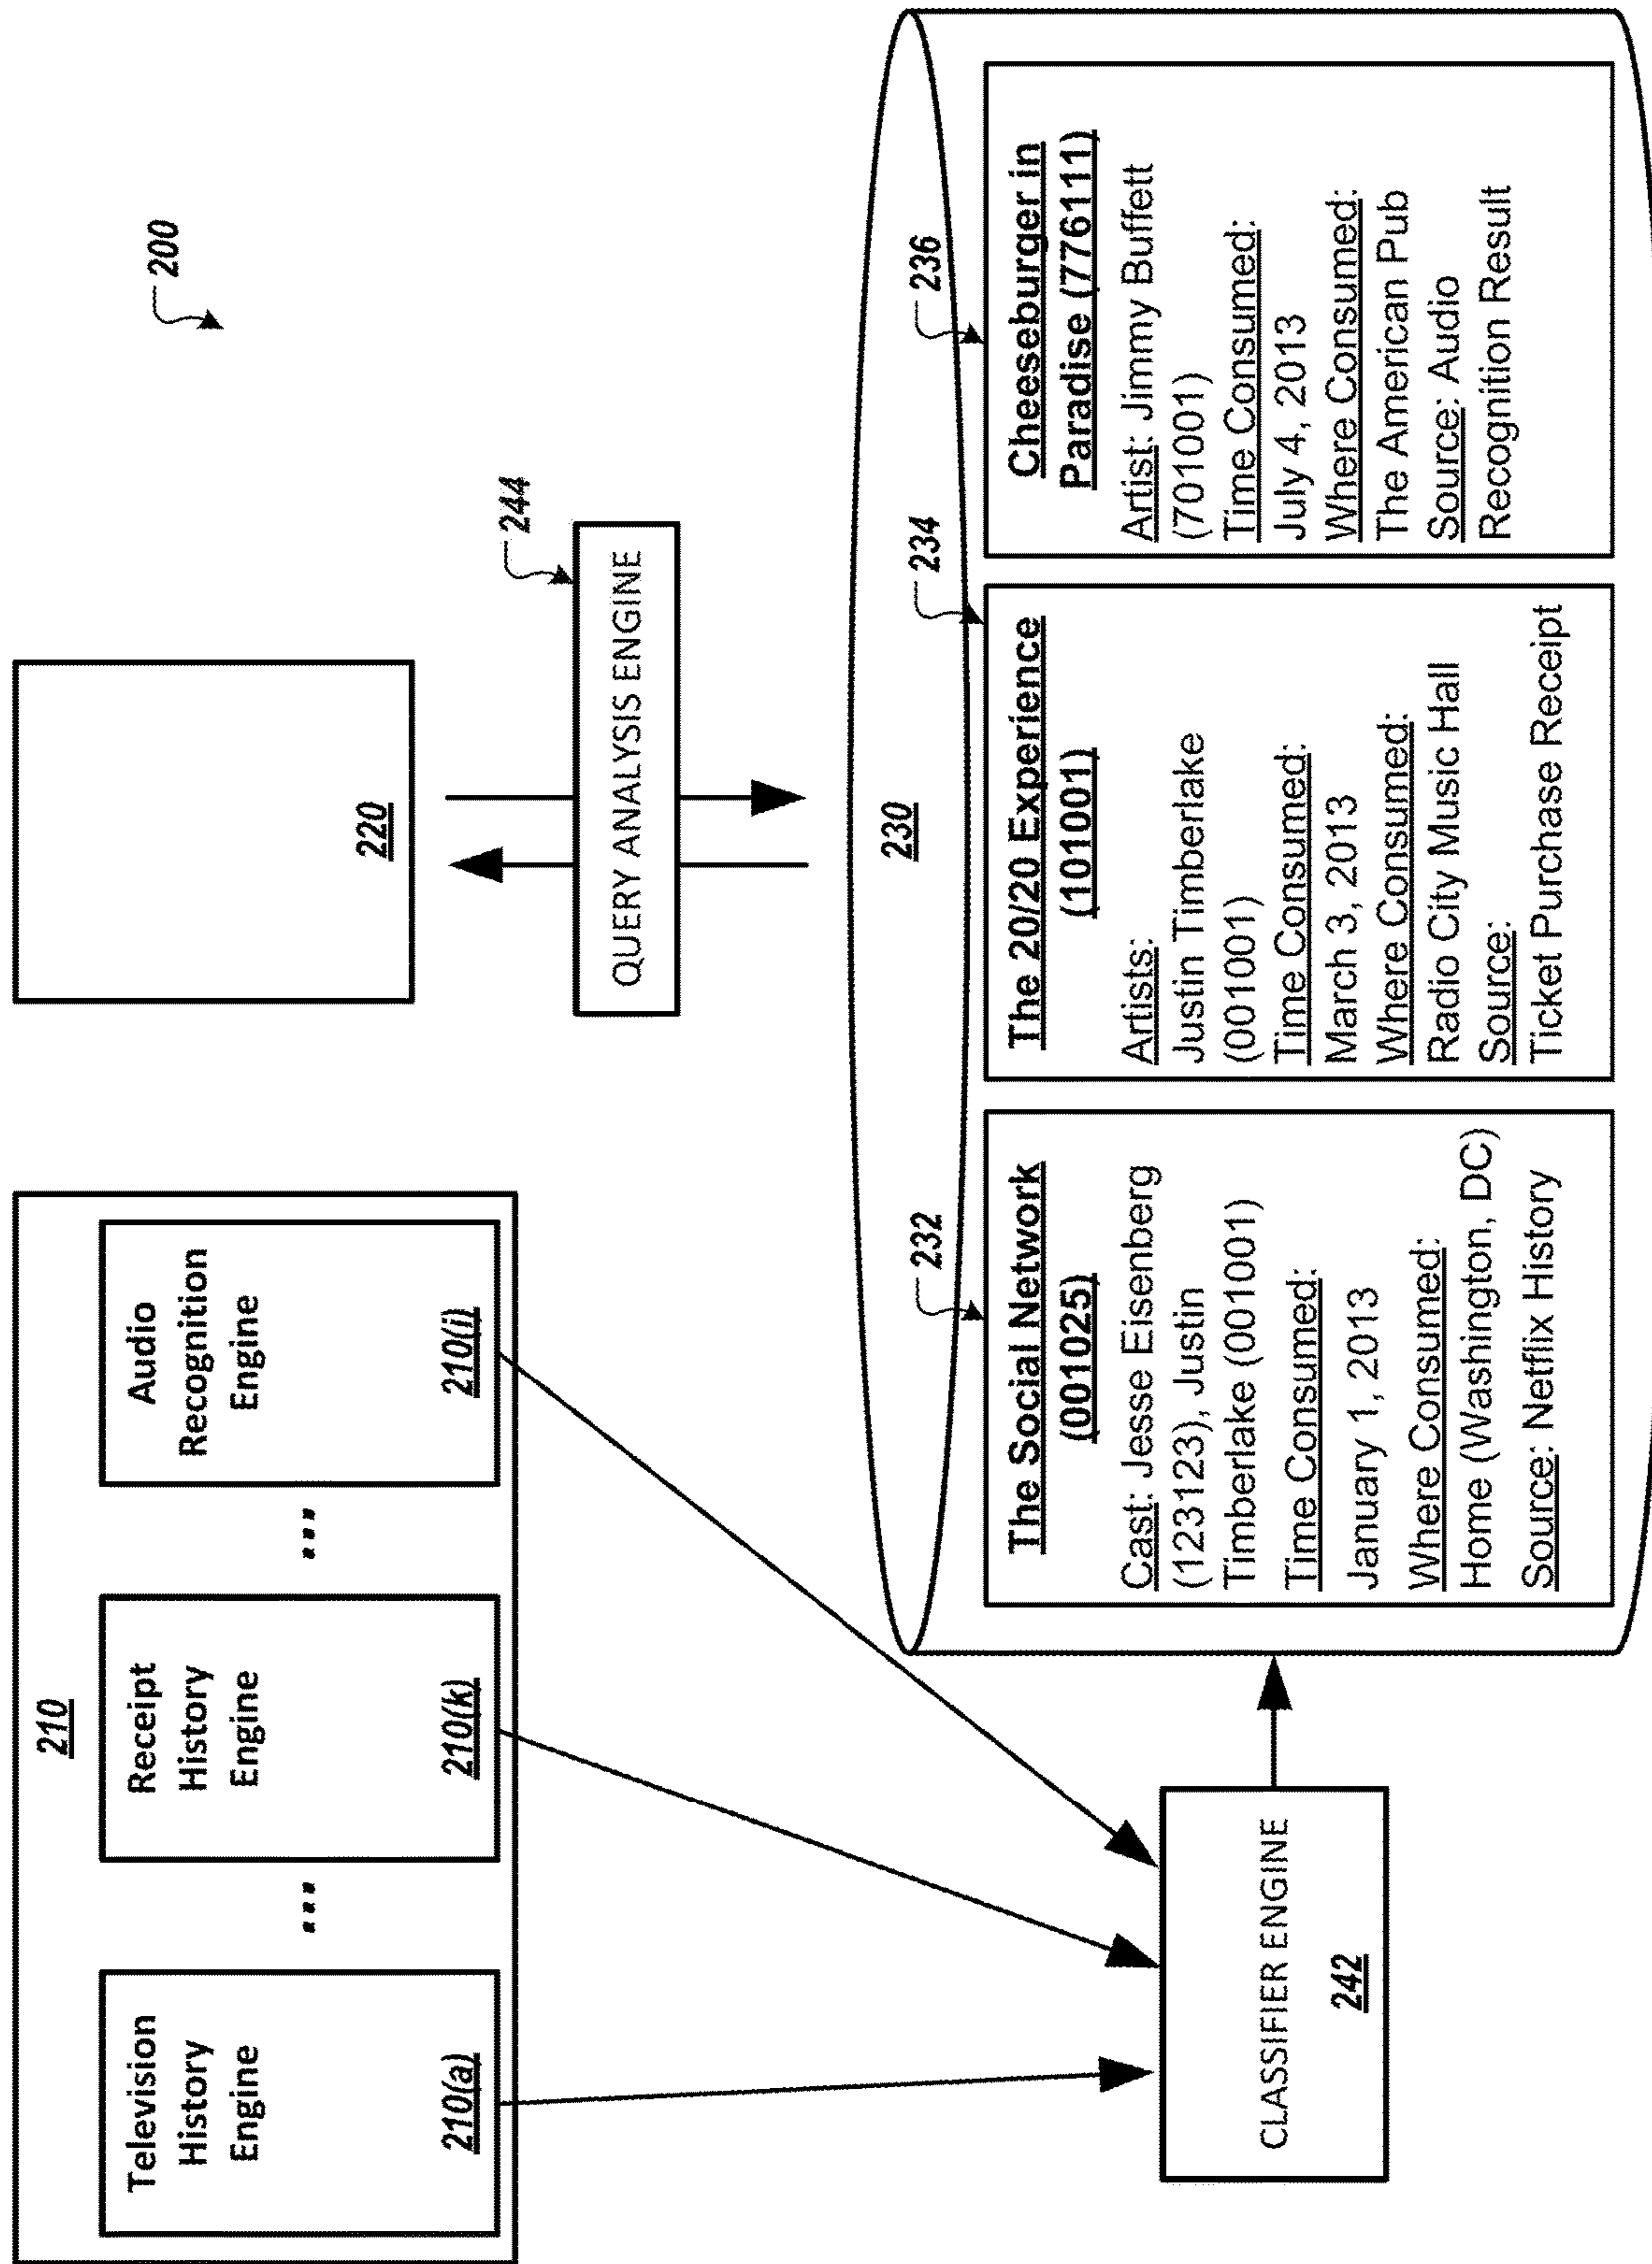 200
210
Television
History
Engine
210(a)
...
Receipt
History
Engine
210(k)
...
Audio
Recognition
Engine
210(i)
220
QUERY ANALYSIS ENGINE
244
CLASSIFIER ENGINE
242
230
232
The Social Network
(001025)
Cast: Jesse Eisenberg
(123123), Justin
Timberlake (001001)
Time Consumed:
January 1, 2013
Where Consumed:
Home (Washington, DC)
Source: Netflix History
234
The 20/20 Experience
(101001)
Artists:
Justin Timberlake
(001001)
Time Consumed:
March 3, 2013
Where Consumed:
Radio City Music Hall
Source:
Ticket Purchase Receipt
236
Cheeseburger in
Paradise (776111)
Artist: Jimmy Buffett
(701001)
Time Consumed:
July 4, 2013
Where Consumed:
The American Pub
Source: Audio
Recognition Result